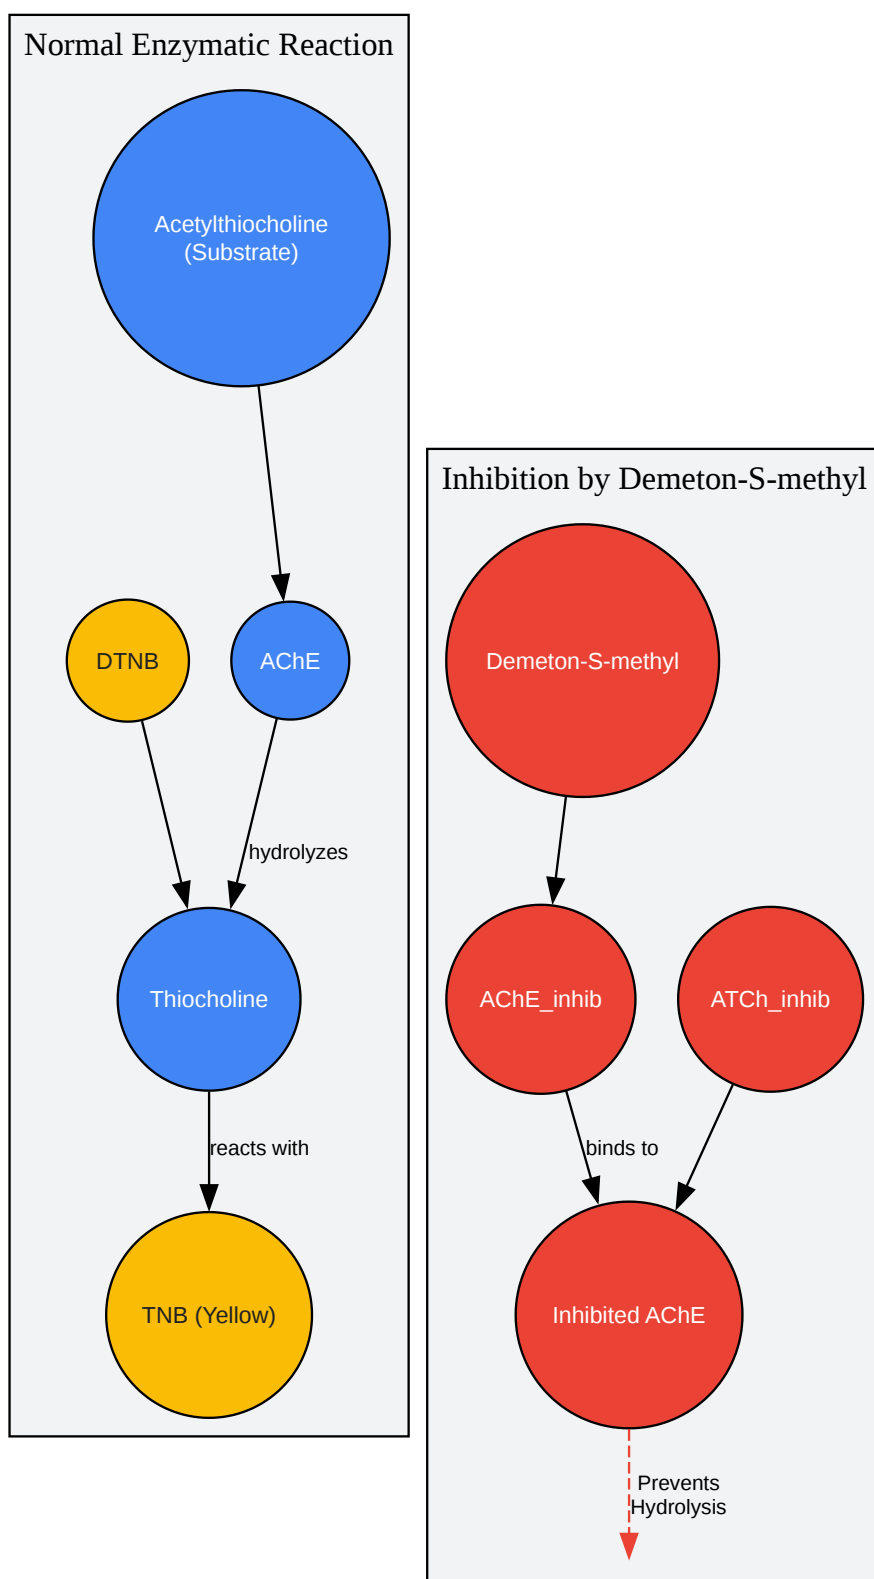 Normal Enzymatic Reaction
Acetylthiocholine
(Substrate)
DTNB
AChE
hydrolyzes
Thiocholine
reacts with
TNB (Yellow)
Inhibition by Demeton-S-methyl
Demeton-S-methyl
AChE_inhib
ATCh_inhib
binds to
Inhibited AChE
Prevents
Hydrolysis